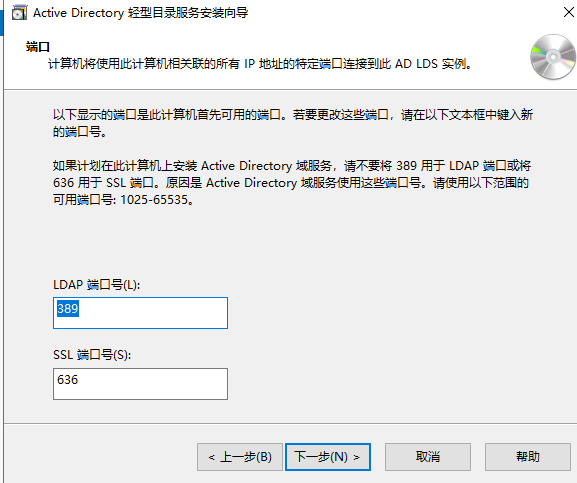 Active Directory 轻型目录服务安装向导
端口
计算机将使用此计算机相关联的所有 IP 地址的特定端口连接到此 AD LDS 实例。
以下显示的端口是此计算机首先可用的端口。若要更改这些端口，请在以下文本框中键入新
的端口号。
如果计划在此计算机上安装 Active Directory 域服务，请不要将 389 用于 LDAP 端口或将
636 用于 SSL 端口。原因是 Active Directory 域服务使用这些端口号。请使用以下范围的
可用端口号: 1025-65535。
LDAP 端口号(L):
389
SSL 端口号(S):
636
< 上一步(B) 下一步(N) > 取消 帮助